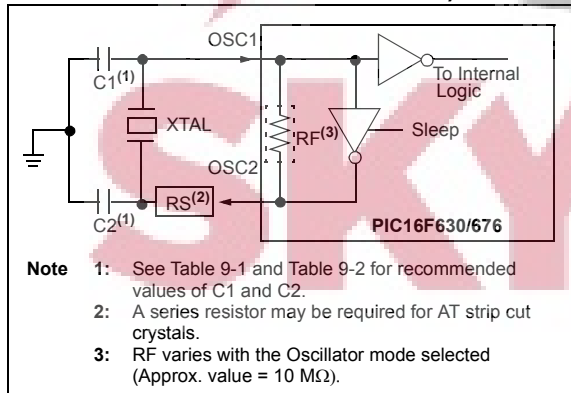 OSC1
C1(1)
To Internal
Logic
XTAL
RF(3)
Sleep
OSC2
RS(2)
C2(1)
PIC16F630/676
Note 1: See Table 9-1 and Table 9-2 for recommended
values of C1 and C2.
2: A series resistor may be required for AT strip cut
crystals.
3: RF varies with the Oscillator mode selected
(Approx. value = 10 MΩ).
SKY